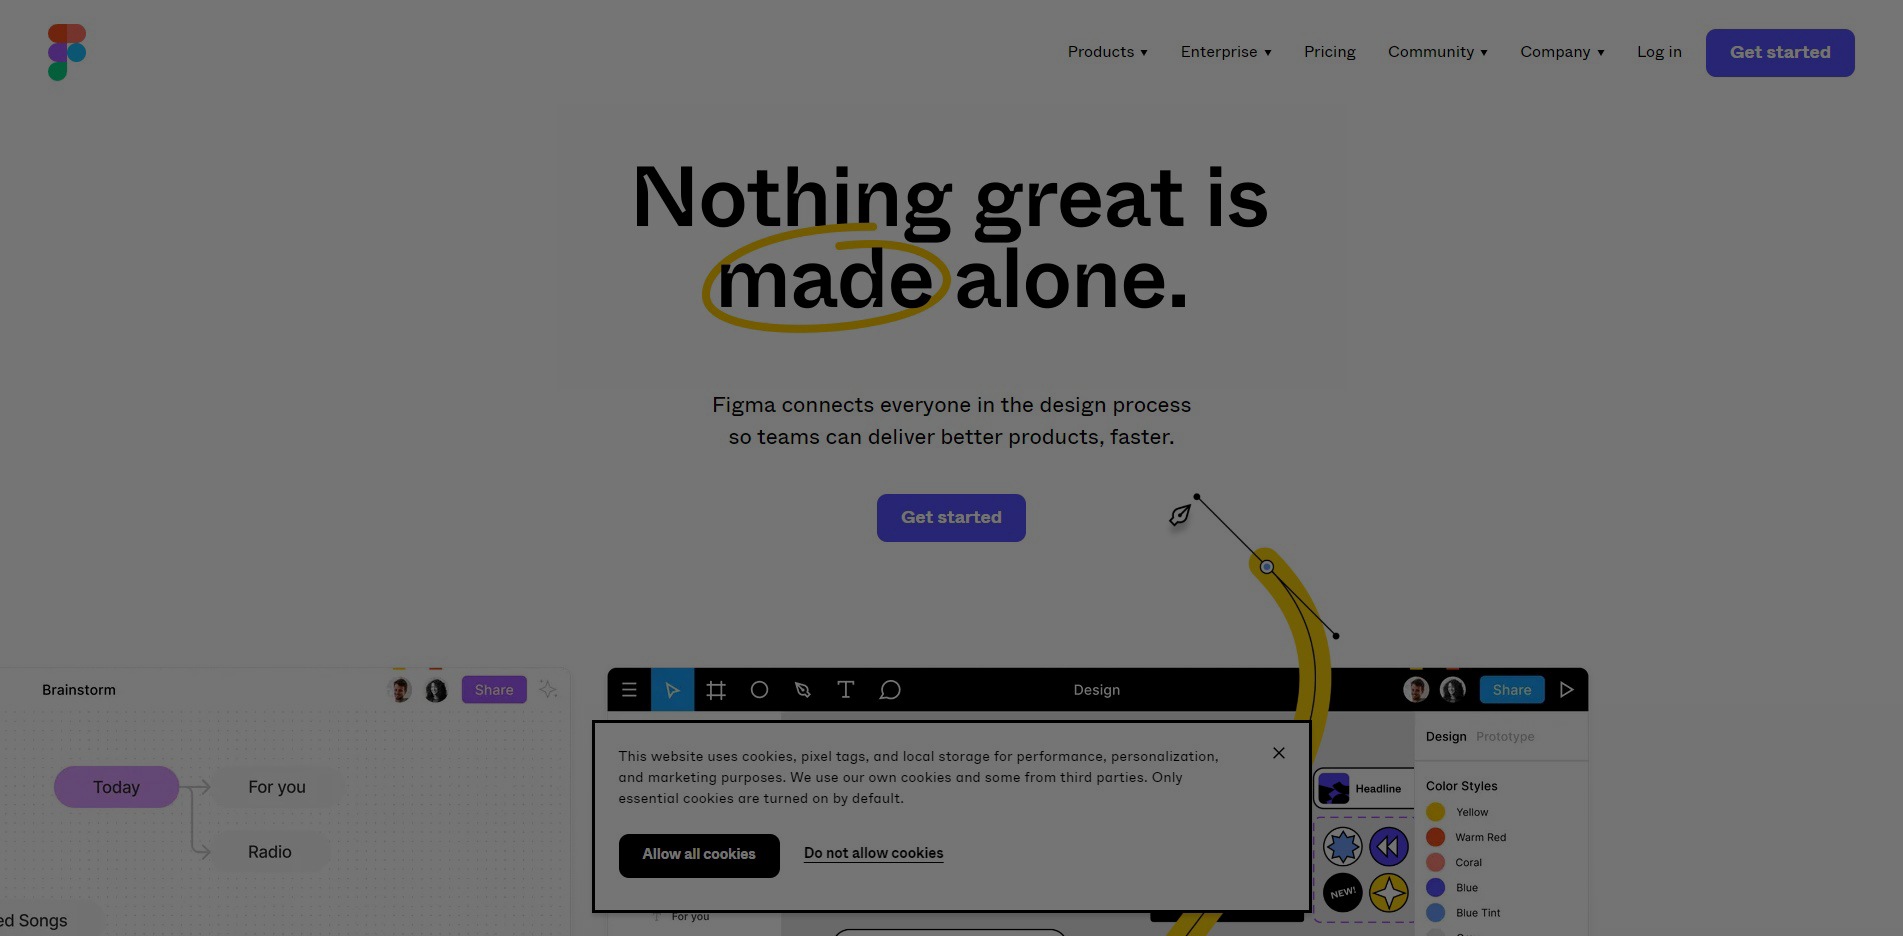 Products
Enterprise
Pricing
Community
Company
Log in
Get started
Nothing great is
made alone.
Figma connects everyone in the design process
so teams can deliver better products, faster.
Get started
Brainstorm
Share
Today
For you
Radio
ed Songs
Design
Share
Design Prototype
Headline
NEW!
Color Styles
Yellow
Warm Red
Coral
Blue
Blue Tint
This website uses cookies, pixel tags, and local storage for performance, personalization,
and marketing purposes. We use our own cookies and some from third parties. Only
essential cookies are turned on by default.
Allow all cookies
Do not allow cookies
For you